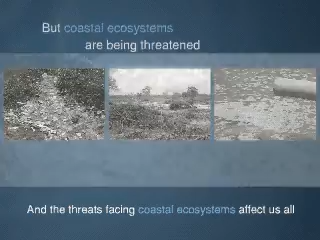 But coastal ecosystems
are being threatened
And the threats facing coastal ecosystems affect us all